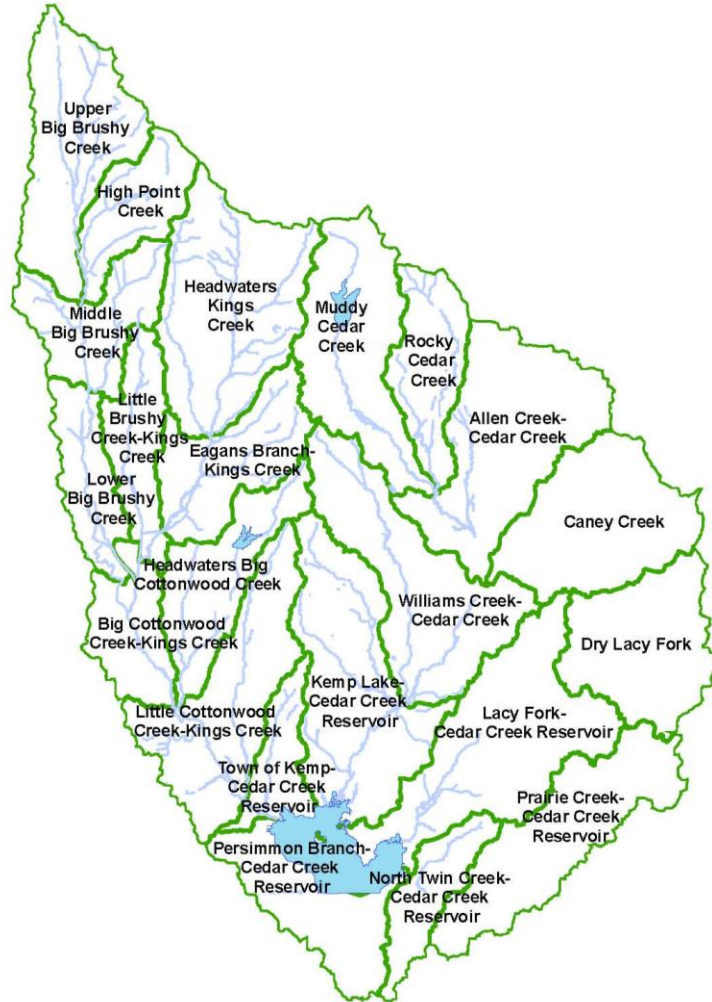 Upper
Big Brushy
Creek
High Point
Creek
Headwaters
Kings
Creek
Muddy
Cedar
Creek
Middle
Big Brushy
Creek
Rocky
Cedar
Creek
Little
Brushy
Creek-Kings
Creek
Allen Creek-
Cedar Creek
Eagans Branch-
Kings Creek
Lower
Big Brushy
Creek
Caney Creek
Headwaters Big
Cottonwood Creek
Williams Creek-
Cedar Creek
Big Cottonwood
Creek-Kings Creek
Dry Lacy Fork
Kemp Lake-
Cedar Creek
Reservoir
Little Cottonwood
Creek-Kings Creek
Lacy Fork-
Cedar Creek Reservoir
Town of Kemp-
Cedar Creek
Reservoir
Prairie Creek-
Cedar Creek
Reservoir
Persimmon Branch-
Cedar Creek
Reservoir
North Twin Creek-
Cedar Creek
Reservoir